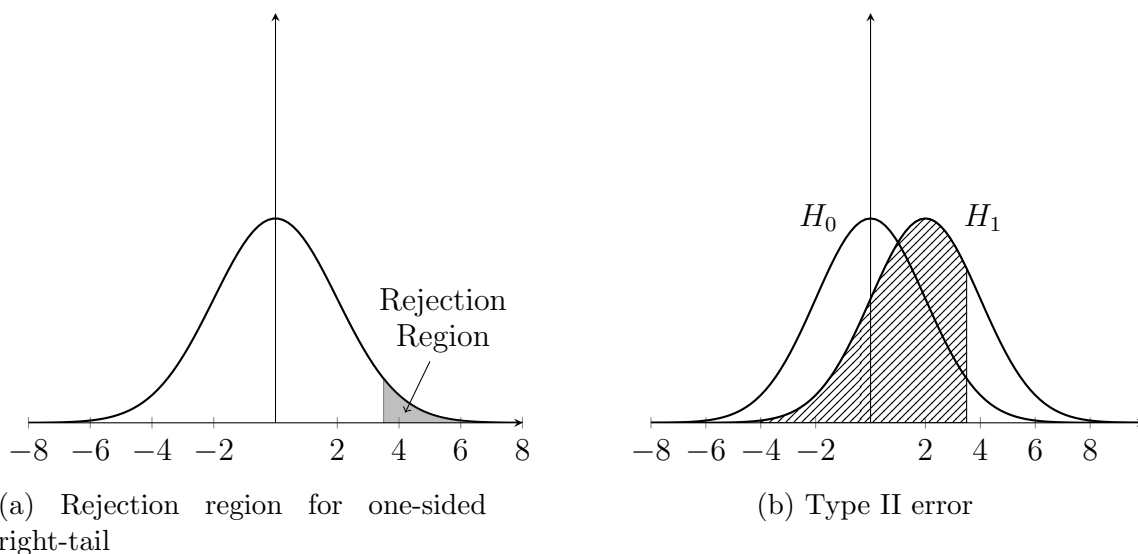 Rejection
Region
−8 −6 −4 −2 2 4 6 8
(a) Rejection region for one-sided
right-tail
H₀ H₁
−8 −6 −4 −2 2 4 6 8
(b) Type II error